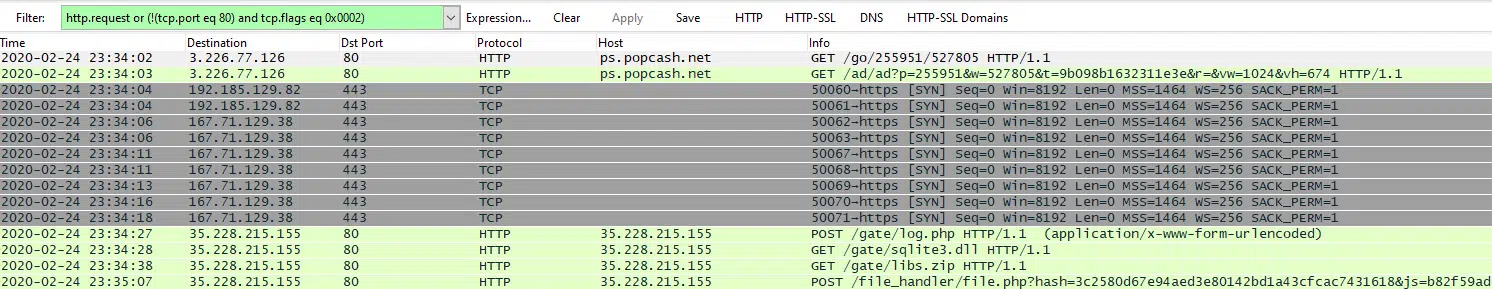 Filter: http.request or (!(tcp.port eq 80) and tcp.flags eq 0x0002) Expression... Clear Apply Save HTTP HTTP-SSL DNS HTTP-SSL Domains
Time Destination Dst Port Protocol Host Info
2020-02-24 23:34:02 3.226.77.126 80 HTTP ps.popcash.net GET /go/255951/527805 HTTP/1.1
2020-02-24 23:34:03 3.226.77.126 80 HTTP ps.popcash.net GET /ad/ad?p=255951&w=527805&t=9b098b1632311e3e&r=&vw=1024&vh=674 HTTP/1.1
2020-02-24 23:34:04 192.185.129.82 443 TCP 50060→https [SYN] Seq=0 Win=8192 Len=0 MSS=1464 WS=256 SACK_PERM=1
2020-02-24 23:34:04 192.185.129.82 443 TCP 50061→https [SYN] Seq=0 Win=8192 Len=0 MSS=1464 WS=256 SACK_PERM=1
2020-02-24 23:34:06 167.71.129.38 443 TCP 50062→https [SYN] Seq=0 Win=8192 Len=0 MSS=1464 WS=256 SACK_PERM=1
2020-02-24 23:34:06 167.71.129.38 443 TCP 50063→https [SYN] Seq=0 Win=8192 Len=0 MSS=1464 WS=256 SACK_PERM=1
2020-02-24 23:34:11 167.71.129.38 443 TCP 50067→https [SYN] Seq=0 Win=8192 Len=0 MSS=1464 WS=256 SACK_PERM=1
2020-02-24 23:34:11 167.71.129.38 443 TCP 50068→https [SYN] Seq=0 Win=8192 Len=0 MSS=1464 WS=256 SACK_PERM=1
2020-02-24 23:34:13 167.71.129.38 443 TCP 50069→https [SYN] Seq=0 Win=8192 Len=0 MSS=1464 WS=256 SACK_PERM=1
2020-02-24 23:34:16 167.71.129.38 443 TCP 50070→https [SYN] Seq=0 Win=8192 Len=0 MSS=1464 WS=256 SACK_PERM=1
2020-02-24 23:34:18 167.71.129.38 443 TCP 50071→https [SYN] Seq=0 Win=8192 Len=0 MSS=1464 WS=256 SACK_PERM=1
2020-02-24 23:34:27 35.228.215.155 80 HTTP 35.228.215.155 POST /gate/log.php HTTP/1.1 (application/x-www-form-urlencoded)
2020-02-24 23:34:28 35.228.215.155 80 HTTP 35.228.215.155 GET /gate/sqlite3.dll HTTP/1.1
2020-02-24 23:34:38 35.228.215.155 80 HTTP 35.228.215.155 GET /gate/libs.zip HTTP/1.1
2020-02-24 23:35:07 35.228.215.155 80 HTTP 35.228.215.155 POST /file_handler/file.php?hash=3c2580d67e94aed3e80142bd1a43cfcac7431618&js=b82f59ad